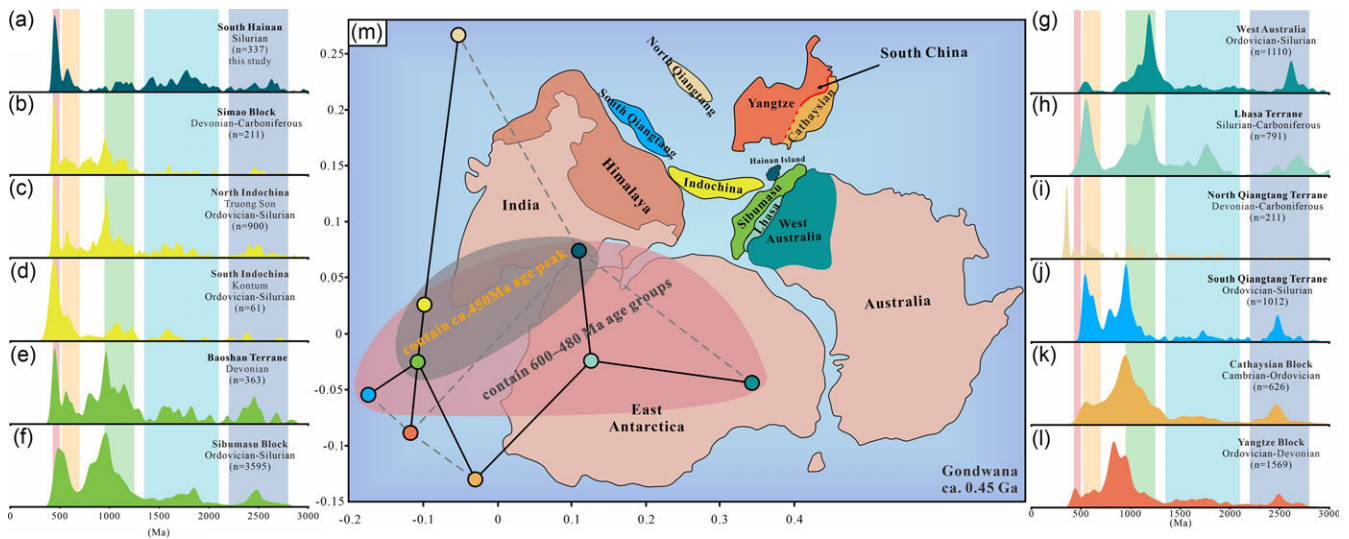 (a)
South Hainan
Silurian
(n=337)
this study
(b)
Simao Block
Devonian-Carboniferous
(n=211)
(c)
North Indochina
Truong Son
Ordovician-Silurian
(n=900)
(d)
South Indochina
Kontum
Ordovician-Silurian
(n=61)
(e)
Baoshan Terrane
Devonian
(n=363)
(f)
Sibumasu Block
Ordovician-Silurian
(n=3595)
0 500 1000 1500 2000 2500 3000
(Ma)
(m)
0.25
0.2
0.15
0.1
0.05
0
-0.05
-0.1
-0.15
-0.2 -0.1 0 0.1 0.2 0.3 0.4
North Qiangtang
South China
Yangtze
Cathaysian
South Qiangtang
Hainan Island
Himalaya
Indochina
India
Sibumasu
Lhasa
West
Australia
Australia
contain ca.450Ma age peak
contain 600–480 Ma age groups
East
Antarctica
Gondwana
ca. 0.45 Ga
(g)
West Australia
Ordovician-Silurian
(n=1110)
(h)
Lhasa Terrane
Silurian-Carboniferous
(n=791)
(i)
North Qiangtang Terrane
Devonian-Carboniferous
(n=211)
(j)
South Qiangtang Terrane
Ordovician-Silurian
(n=1012)
(k)
Cathaysian Block
Cambrian-Ordovician
(n=626)
(l)
Yangtze Block
Ordovician-Devonian
(n=1569)
0 500 1000 1500 2000 2500 3000
(Ma)